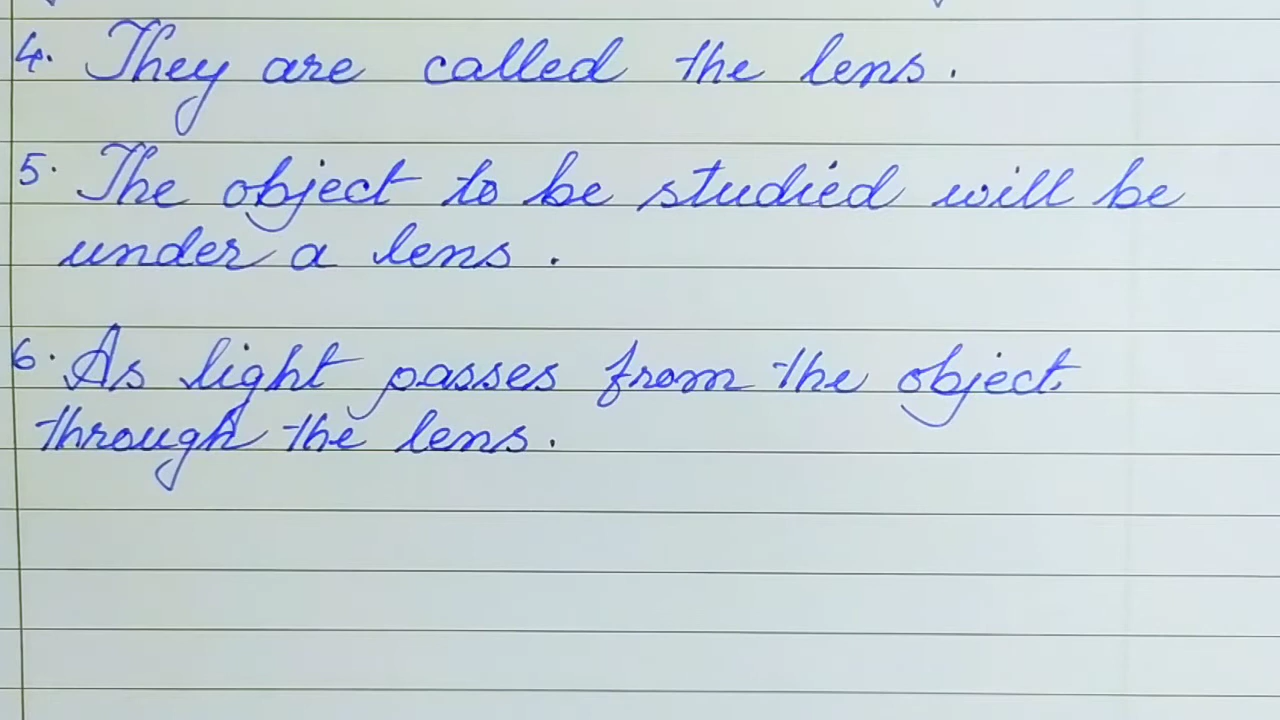 4. They are called the lens.
5. The object to be studied will be
under a lens.
6. As light passes from the object
through the lens.